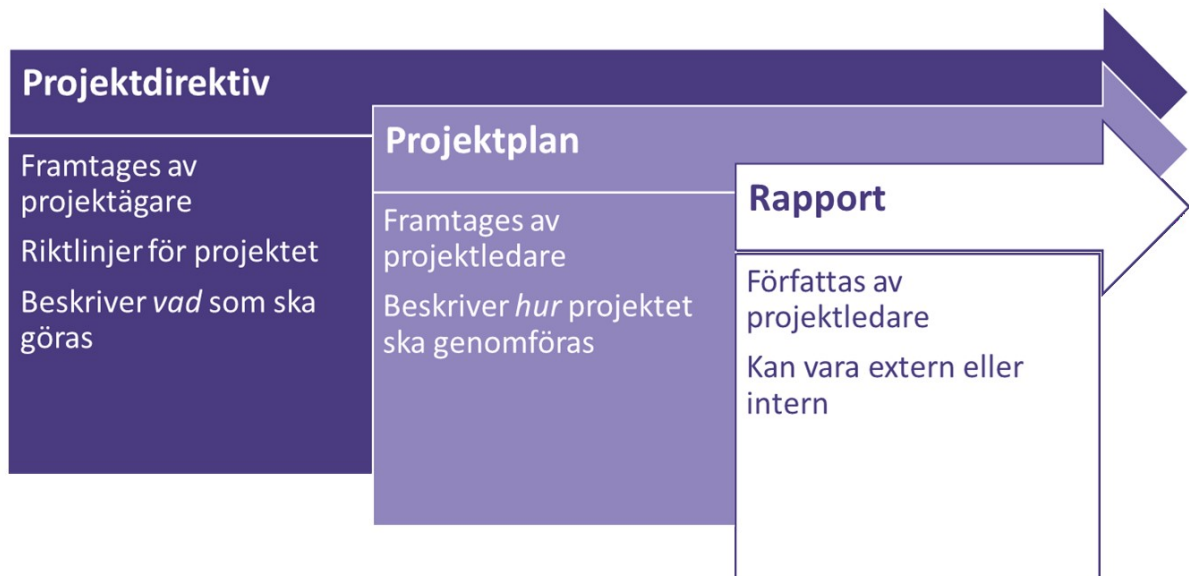 Projektdirektiv
Framtages av
projektägare
Riktlinjer för projektet
Beskriver vad som ska
göras
Projektplan
Framtages av
projektledare
Beskriver hur projektet
ska genomföras
Rapport
Författas av
projektledare
Kan vara extern eller
intern